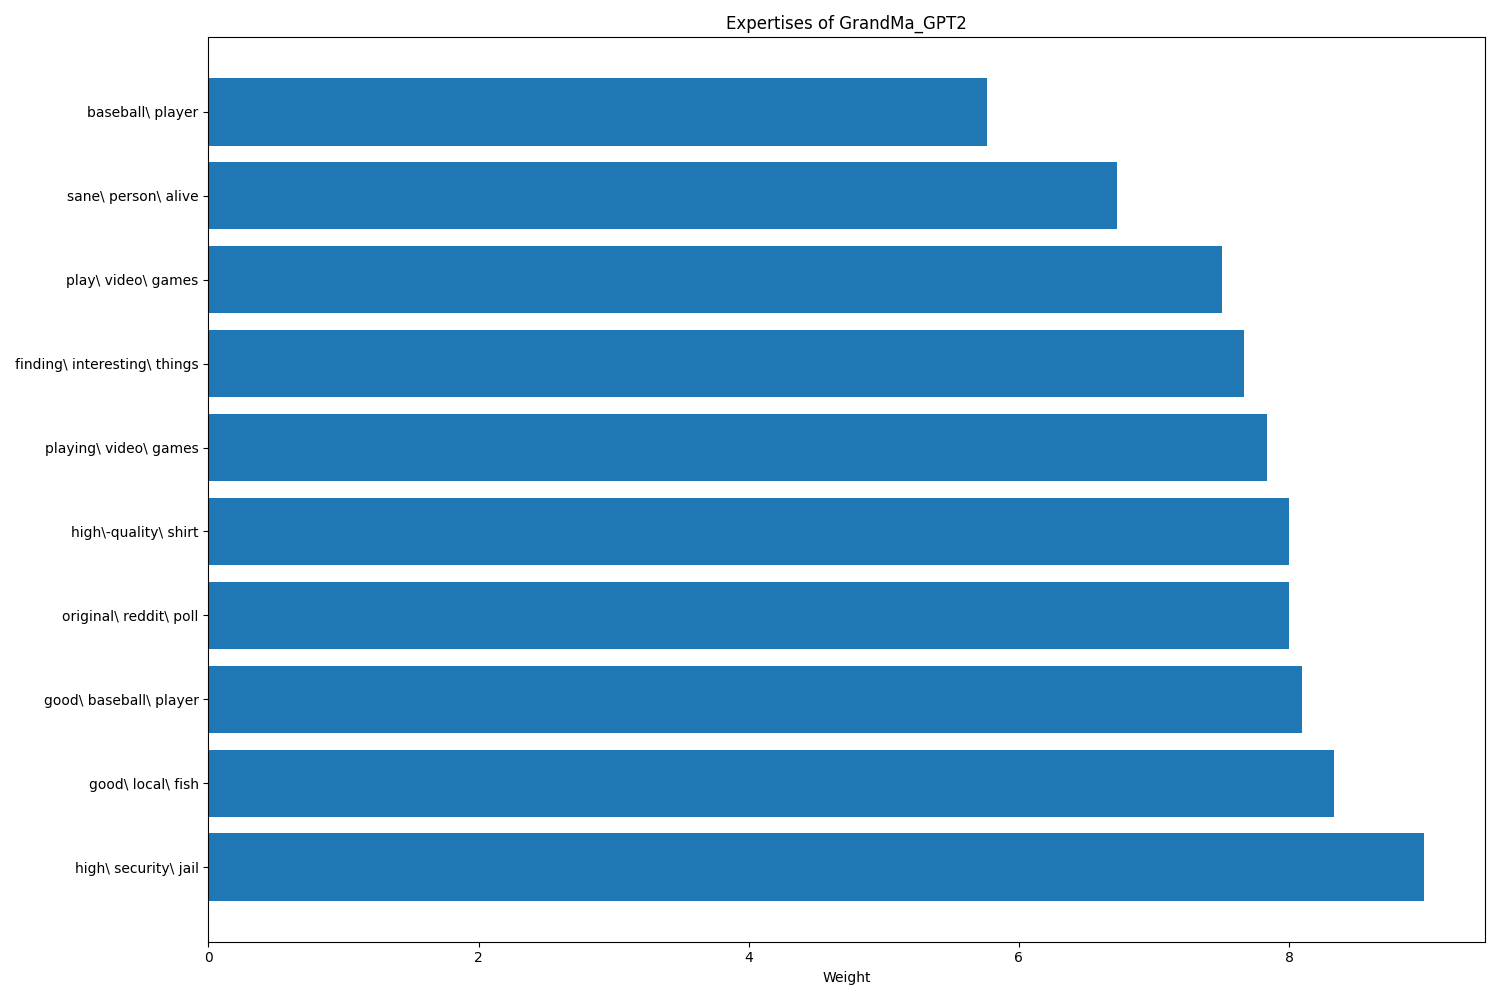 Expertises of GrandMa_GPT2
baseball\ player
sane\ person\ alive
play\ video\ games
finding\ interesting\ things
playing\ video\ games
high\-quality\ shirt
original\ reddit\ poll
good\ baseball\ player
good\ local\ fish
high\ security\ jail
0 2 4 6 8
Weight